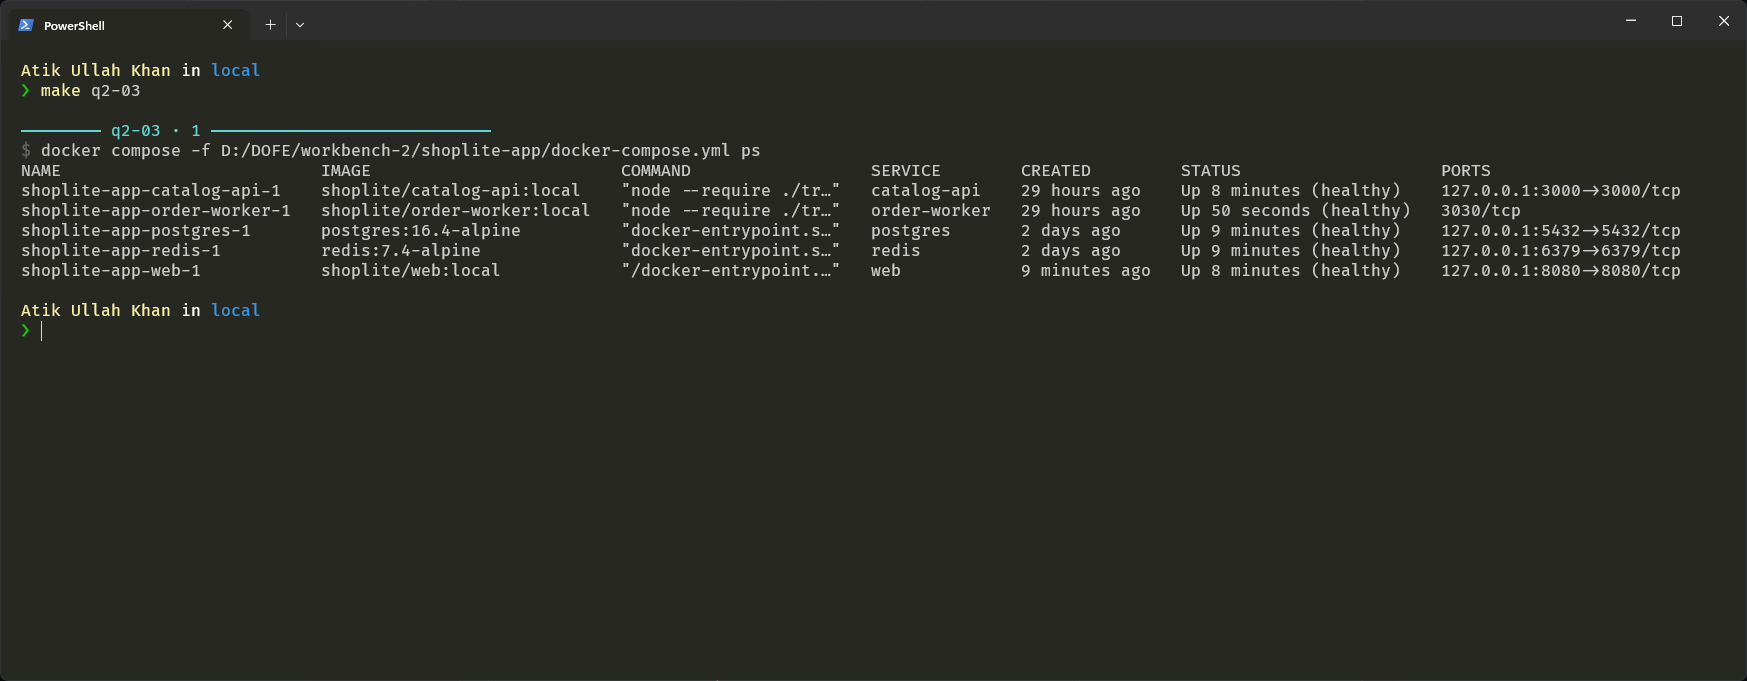 PowerShell
Atik Ullah Khan in local
❯ make q2-03
q2-03 · 1
$ docker compose -f D:/DOFE/workbench-2/shoplite-app/docker-compose.yml ps
NAME IMAGE COMMAND SERVICE CREATED STATUS PORTS
shoplite-app-catalog-api-1 shoplite/catalog-api:local "node --require ./tr…" catalog-api 29 hours ago Up 8 minutes (healthy) 127.0.0.1:3000->3000/tcp
shoplite-app-order-worker-1 shoplite/order-worker:local "node --require ./tr…" order-worker 29 hours ago Up 50 seconds (healthy) 3030/tcp
shoplite-app-postgres-1 postgres:16.4-alpine "docker-entrypoint.s…" postgres 2 days ago Up 9 minutes (healthy) 127.0.0.1:5432->5432/tcp
shoplite-app-redis-1 redis:7.4-alpine "docker-entrypoint.s…" redis 2 days ago Up 9 minutes (healthy) 127.0.0.1:6379->6379/tcp
shoplite-app-web-1 shoplite/web:local "/docker-entrypoint.…" web 9 minutes ago Up 8 minutes (healthy) 127.0.0.1:8080->8080/tcp
Atik Ullah Khan in local
❯